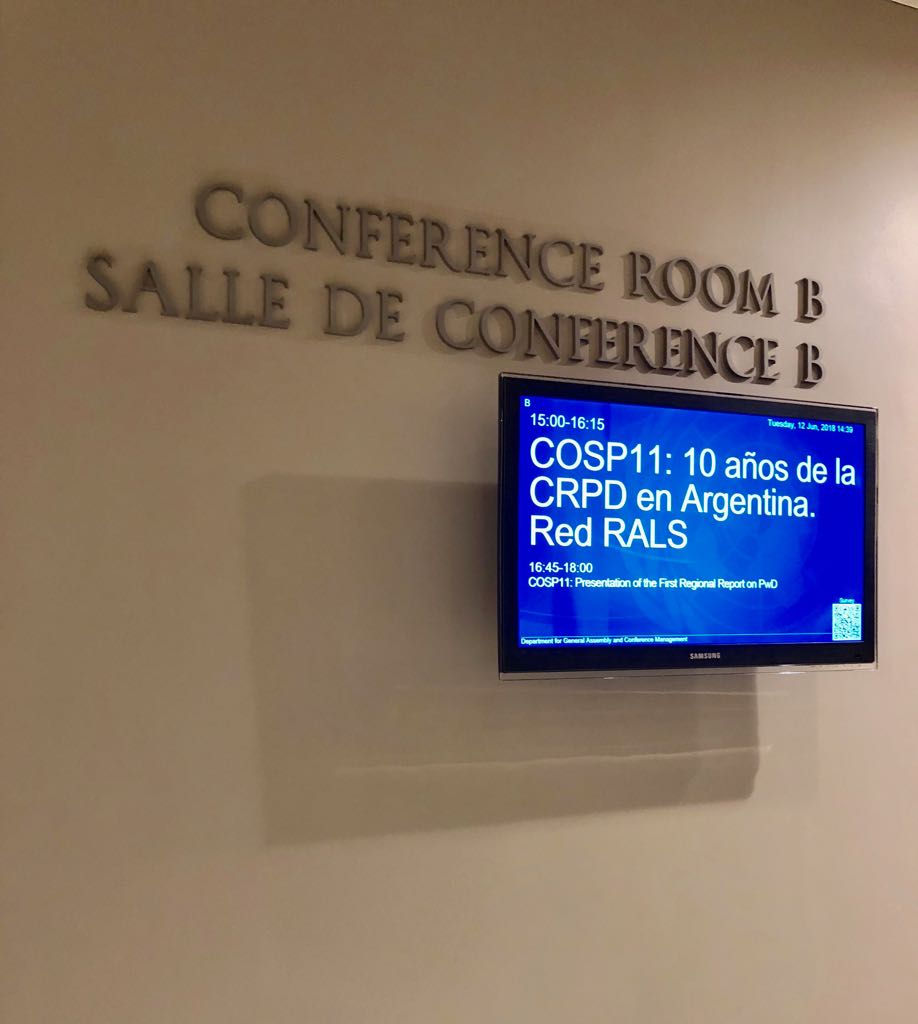 CONFERENCE ROOM B
SALLE DE CONFERENCE B
B
15:00-16:15
Tuesday, 12 Jun, 2018 14:39
COSP11: 10 años de la
CRPD en Argentina.
Red RALS
16:45-18:00
COSP11: Presentation of the First Regional Report on PwD
Survey
Department for General Assembly and Conference Management
SAMSUNG